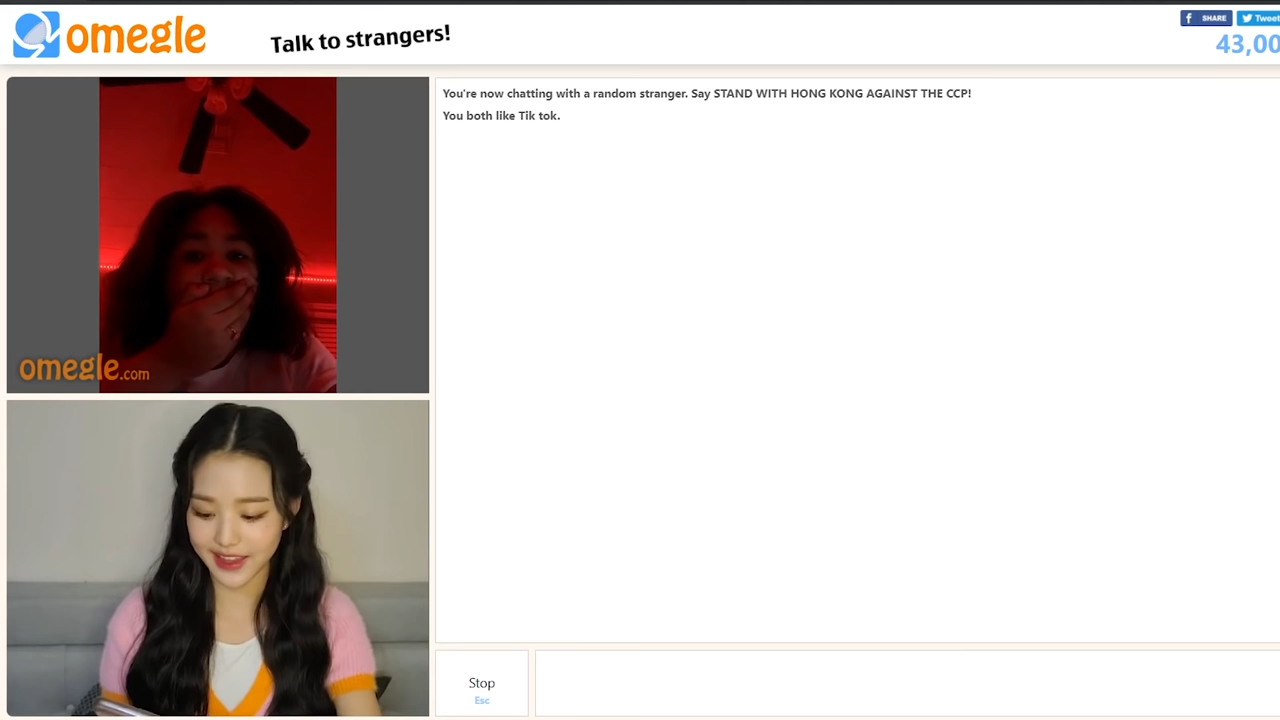 omegle
Talk to strangers!
SHARE
Tweet
43,00
You're now chatting with a random stranger. Say STAND WITH HONG KONG AGAINST THE CCP!
You both like Tik tok.
omegle.com
Stop
Esc